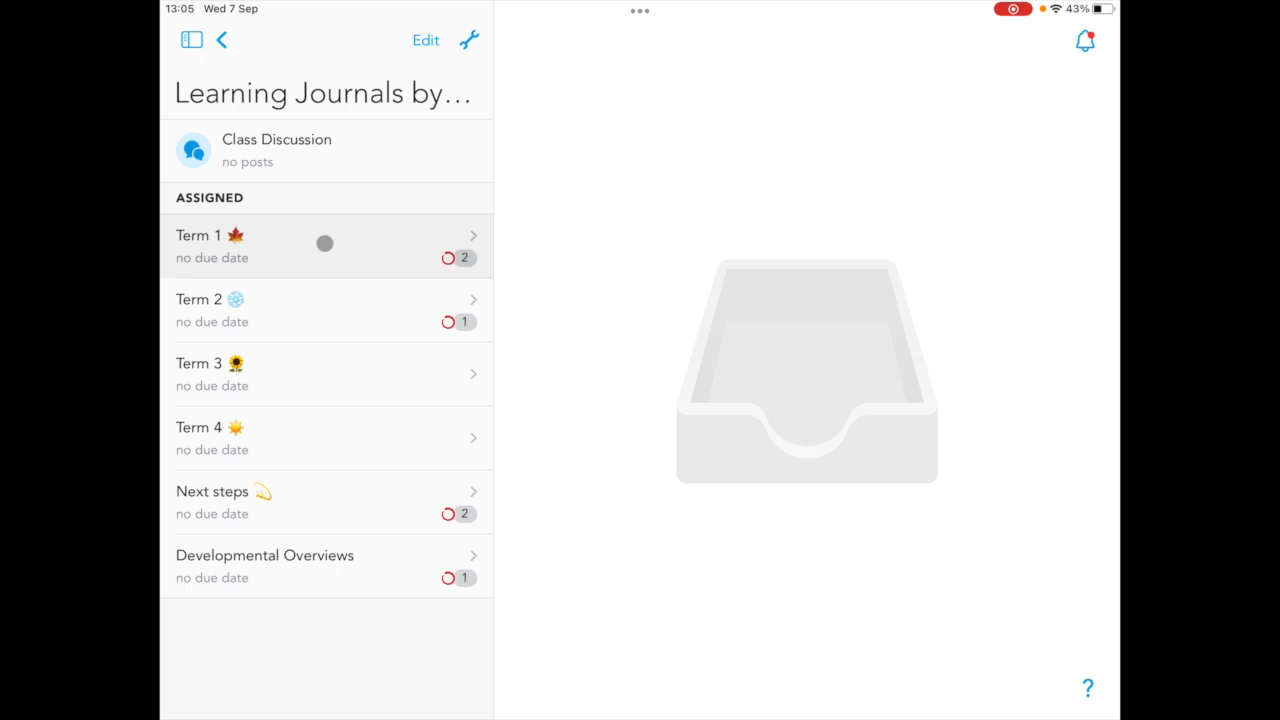 13:05 Wed 7 Sep
43%
Edit
Learning Journals by...
Class Discussion
no posts
ASSIGNED
Term 1 🍁
no due date
2
Term 2 ❄️
no due date
1
Term 3 🌻
no due date
Term 4 ☀️
no due date
Next steps 💫
no due date
2
Developmental Overviews
no due date
1
?